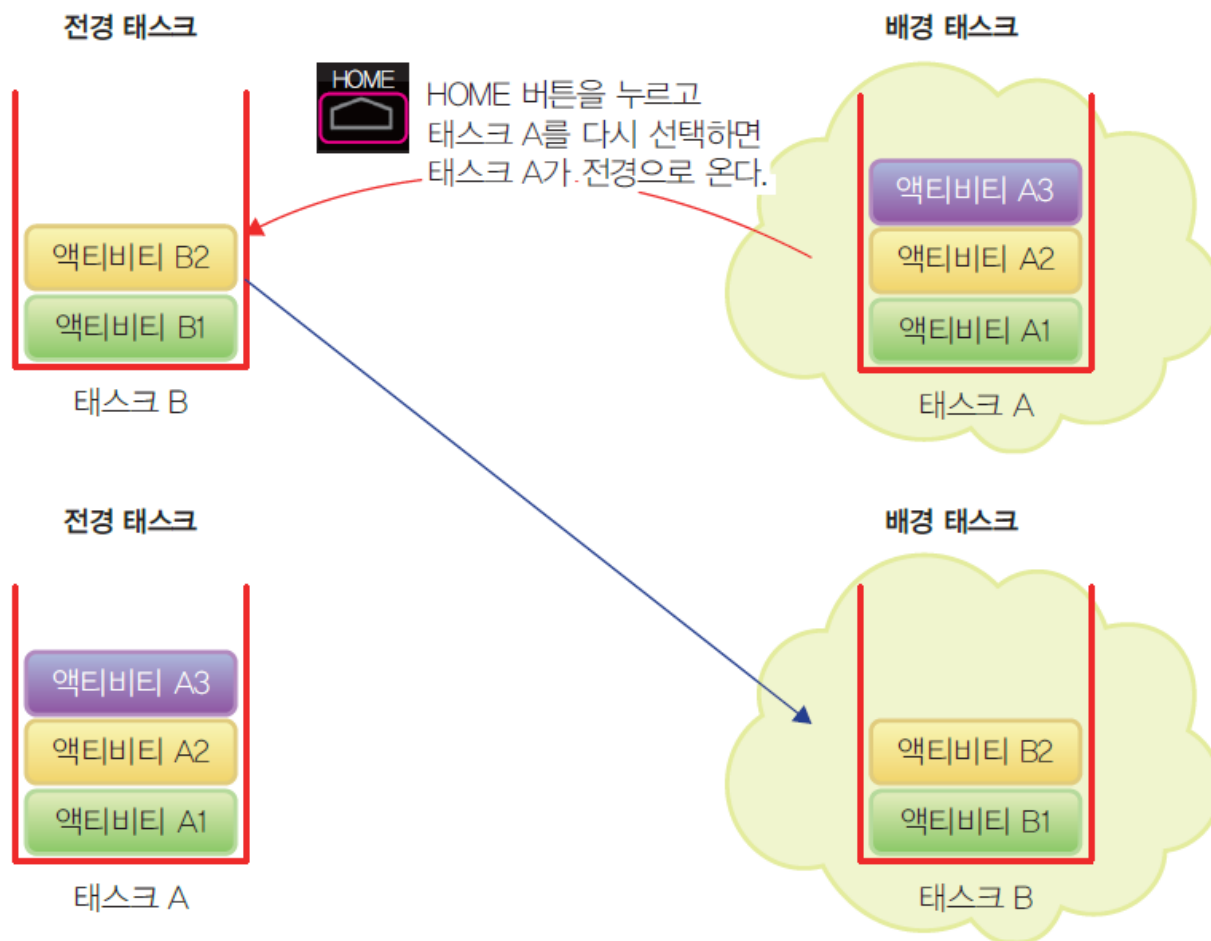 전경 태스크
배경 태스크
HOME
HOME 버튼을 누르고
태스크 A를 다시 선택하면
태스크 A가 전경으로 온다.
액티비티 B2
액티비티 B1
태스크 B
액티비티 A3
액티비티 A2
액티비티 A1
태스크 A
전경 태스크
배경 태스크
액티비티 A3
액티비티 A2
액티비티 A1
태스크 A
액티비티 B2
액티비티 B1
태스크 B